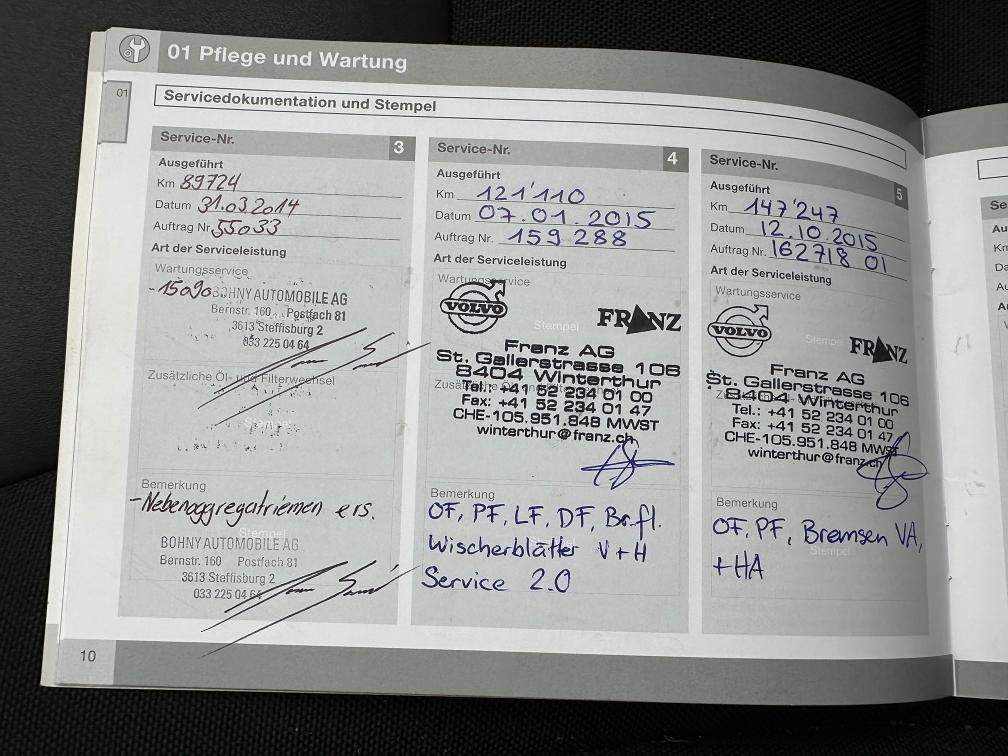 01 Pflege und Wartung
01
Servicedokumentation und Stempel
Service-Nr. 3
Ausgeführt
Km 89724
Datum 31.03.2014
Auftrag Nr. 55033
Art der Serviceleistung
Wartungsservice
-15090
BOHNY AUTOMOBILE AG
Bernstr. 160 Postfach 81
3613 Steffisburg 2
033 225 04 64
Zusätzliche Öl- und Filterwechsel
Stempel
Bemerkung
-Nebenaggregatriemen ers.
Stempel
BOHNY AUTOMOBILE AG
Bernstr. 160 Postfach 81
3613 Steffisburg 2
033 225 04 64
Service-Nr. 4
Ausgeführt
Km 121'110
Datum 07.01.2015
Auftrag Nr. 159 288
Art der Serviceleistung
Wartungsservice
VOLVO Stempel FRANZ
Franz AG
St. Gallerstrasse 106
8404 Winterthur
Tel.: +41 52 234 01 00
Fax: +41 52 234 01 47
CHE-105.951.848 MWST
winterthur@franz.ch
Bemerkung
OF, PF, LF, DF, Br.fl.
Wischerblätter V+H
Service 2.0
Service-Nr. 5
Ausgeführt
Km 147'247
Datum 12.10.2015
Auftrag Nr. 162718 01
Art der Serviceleistung
Wartungsservice
VOLVO Stempel FRANZ
Franz AG
St. Gallerstrasse 106
8404 Winterthur
Tel.: +41 52 234 01 00
Fax: +41 52 234 01 47
CHE-105.951.848 MWST
winterthur@franz.ch
Bemerkung
OF, PF, Bremsen VA,
Stempel
+HA
10